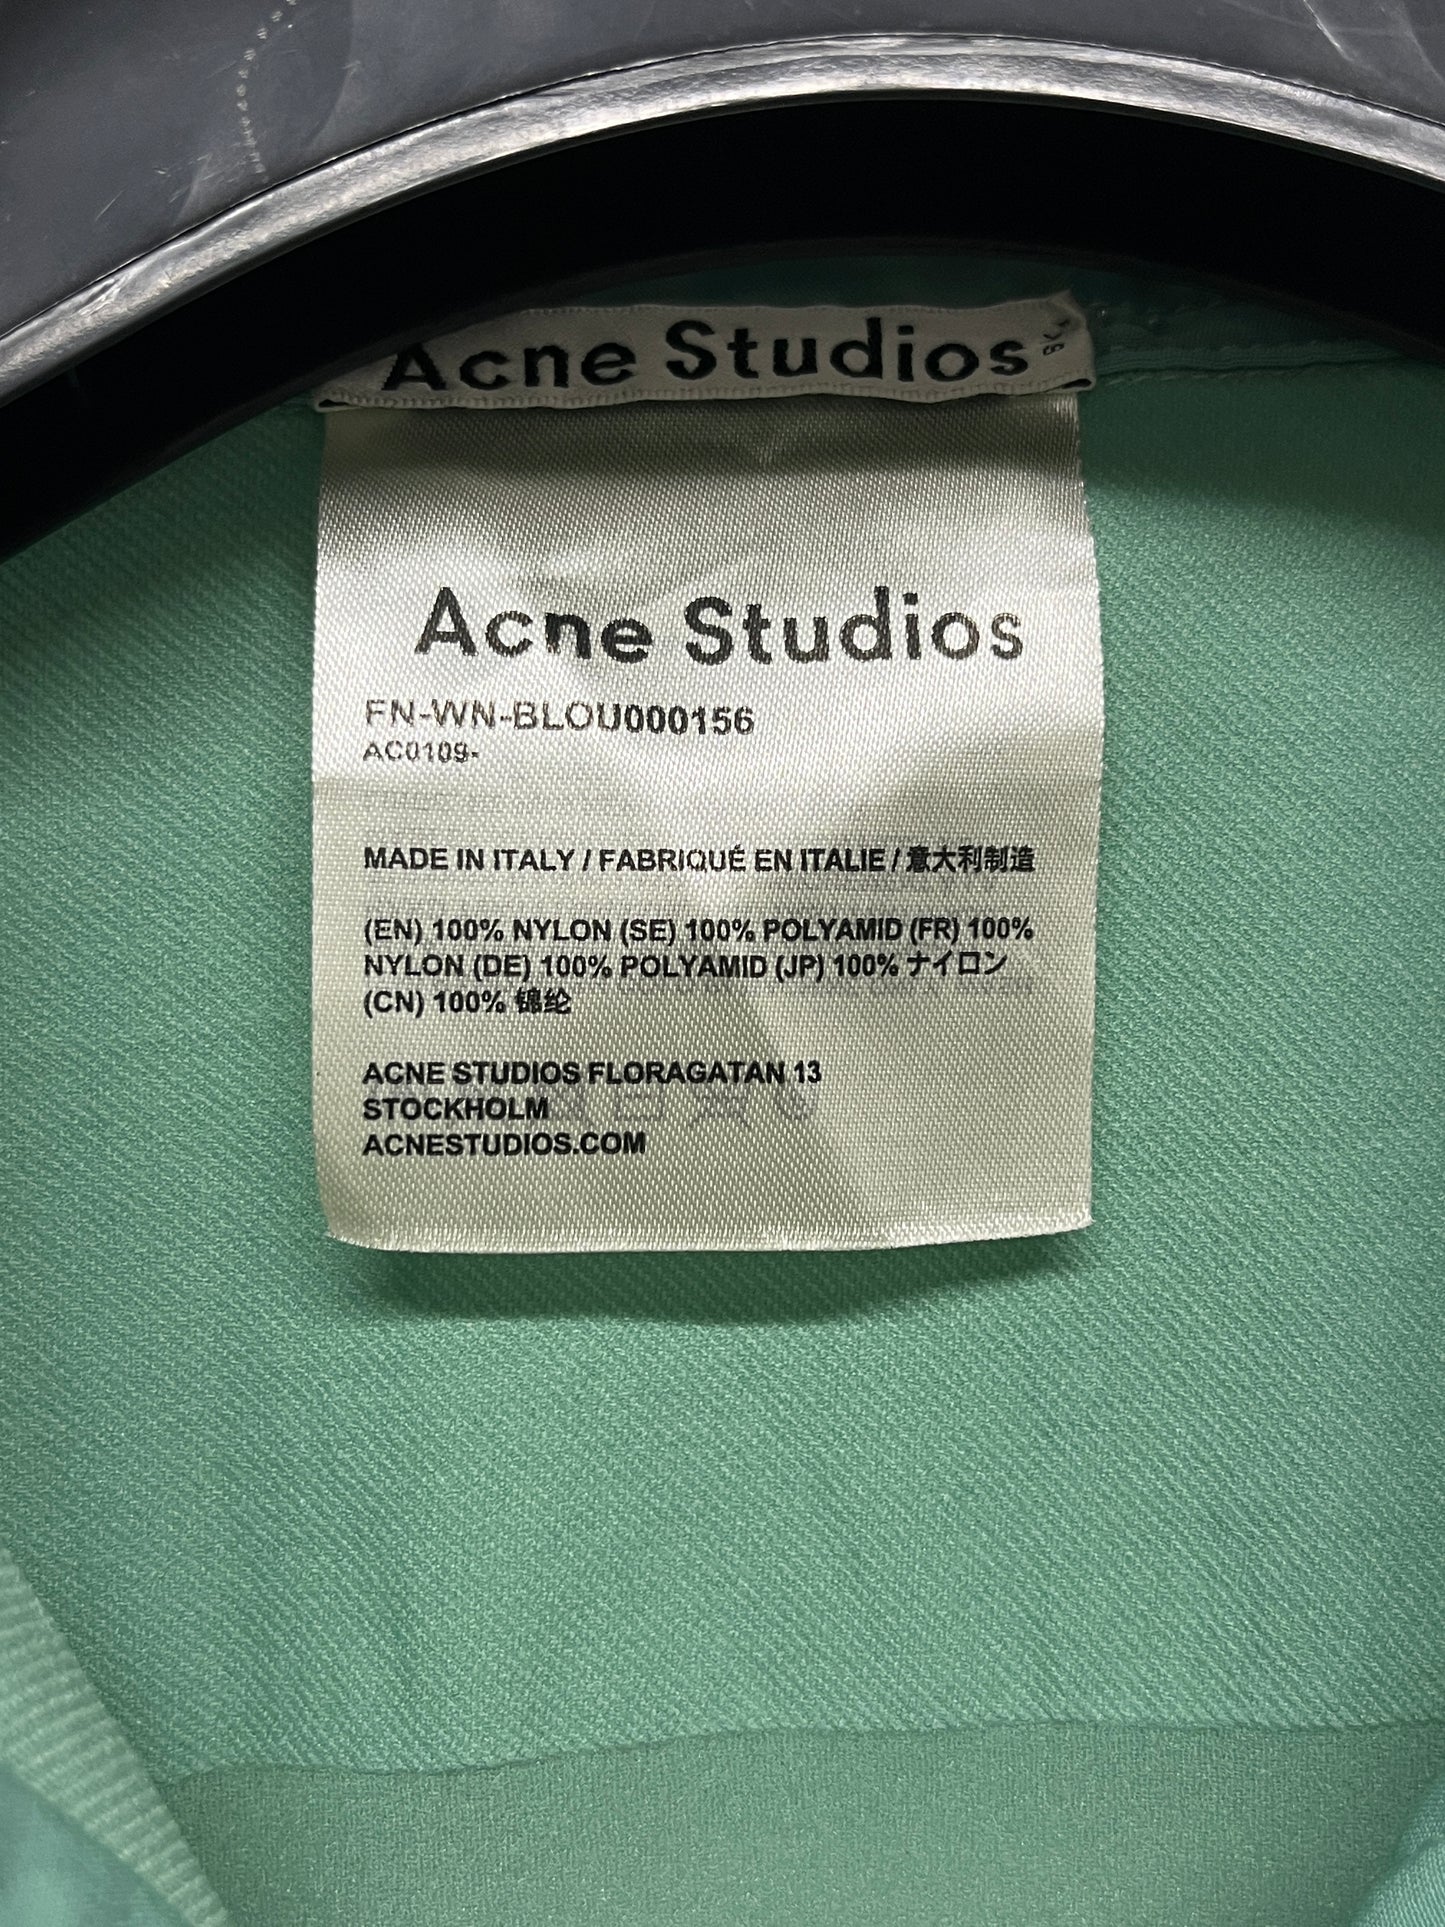 Acne Studios
Acne Studios
FN-WN-BLOU000156
AC0109-
MADE IN ITALY / FABRIQUÉ EN ITALIE / 意大利制造
(EN) 100% NYLON (SE) 100% POLYAMID (FR) 100%
NYLON (DE) 100% POLYAMID (JP) 100% ナイロン
(CN) 100% 锦纶
ACNE STUDIOS FLORAGATAN 13
STOCKHOLM
ACNESTUDIOS.COM